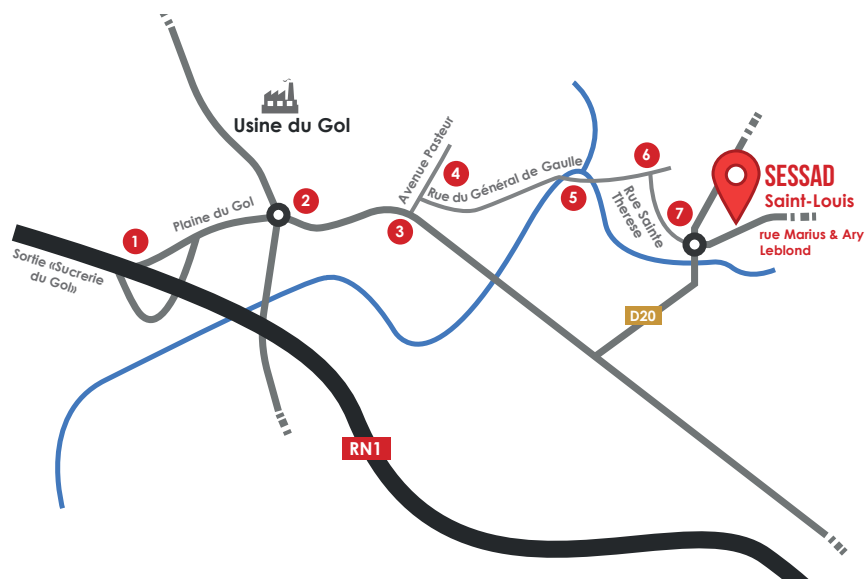 Usine du Gol
Avenue Pasteur
4
6
Rue du Général de Gaulle
SESSAD
Saint-Louis
5
2
Plaine du Gol
Rue Sainte
Therese
7
1
3
rue Marius & Ary
Leblond
Sortie «Sucrerie
du Gol»
D20
RN1